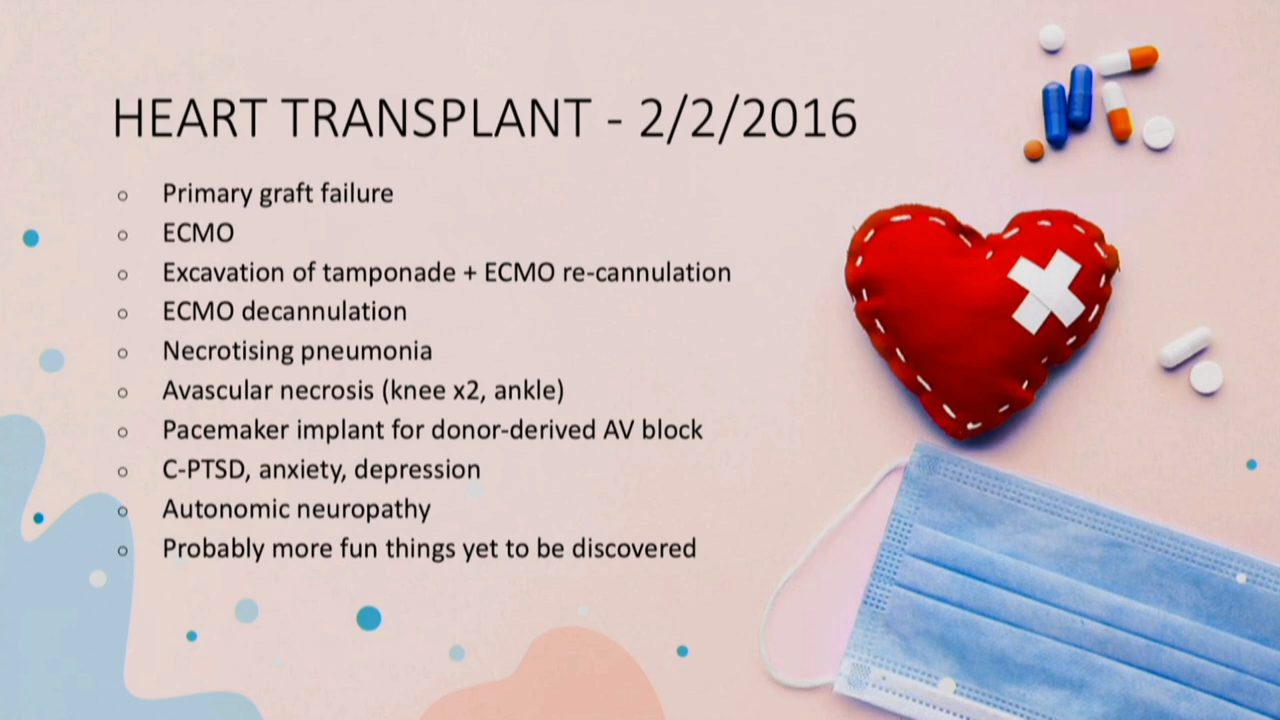 HEART TRANSPLANT - 2/2/2016
Primary graft failure
ECMO
Excavation of tamponade + ECMO re-cannulation
ECMO decannulation
Necrotising pneumonia
Avascular necrosis (knee x2, ankle)
Pacemaker implant for donor-derived AV block
C-PTSD, anxiety, depression
Autonomic neuropathy
Probably more fun things yet to be discovered